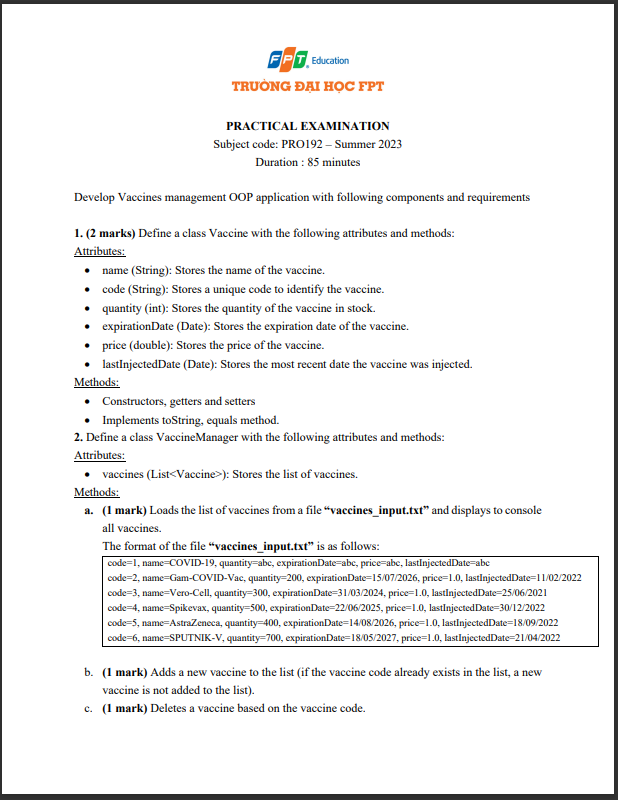 FPT Education
TRƯỜNG ĐẠI HỌC FPT
PRACTICAL EXAMINATION
Subject code: PRO192 – Summer 2023
Duration : 85 minutes
Develop Vaccines management OOP application with following components and requirements
1. (2 marks) Define a class Vaccine with the following attributes and methods:
Attributes:
• name (String): Stores the name of the vaccine.
• code (String): Stores a unique code to identify the vaccine.
• quantity (int): Stores the quantity of the vaccine in stock.
• expirationDate (Date): Stores the expiration date of the vaccine.
• price (double): Stores the price of the vaccine.
• lastInjectedDate (Date): Stores the most recent date the vaccine was injected.
Methods:
• Constructors, getters and setters
• Implements toString, equals method.
2. Define a class VaccineManager with the following attributes and methods:
Attributes:
• vaccines (List<Vaccine>): Stores the list of vaccines.
Methods:
a. (1 mark) Loads the list of vaccines from a file “vaccines_input.txt” and displays to console
all vaccines.
The format of the file “vaccines_input.txt” is as follows:
code=1, name=COVID-19, quantity=abc, expirationDate=abc, price=abc, lastInjectedDate=abc
code=2, name=Gam-COVID-Vac, quantity=200, expirationDate=15/07/2026, price=1.0, lastInjectedDate=11/02/2022
code=3, name=Vero-Cell, quantity=300, expirationDate=31/03/2024, price=1.0, lastInjectedDate=25/06/2021
code=4, name=Spikevax, quantity=500, expirationDate=22/06/2025, price=1.0, lastInjectedDate=30/12/2022
code=5, name=AstraZeneca, quantity=400, expirationDate=14/08/2026, price=1.0, lastInjectedDate=18/09/2022
code=6, name=SPUTNIK-V, quantity=700, expirationDate=18/05/2027, price=1.0, lastInjectedDate=21/04/2022
b. (1 mark) Adds a new vaccine to the list (if the vaccine code already exists in the list, a new
vaccine is not added to the list).
c. (1 mark) Deletes a vaccine based on the vaccine code.